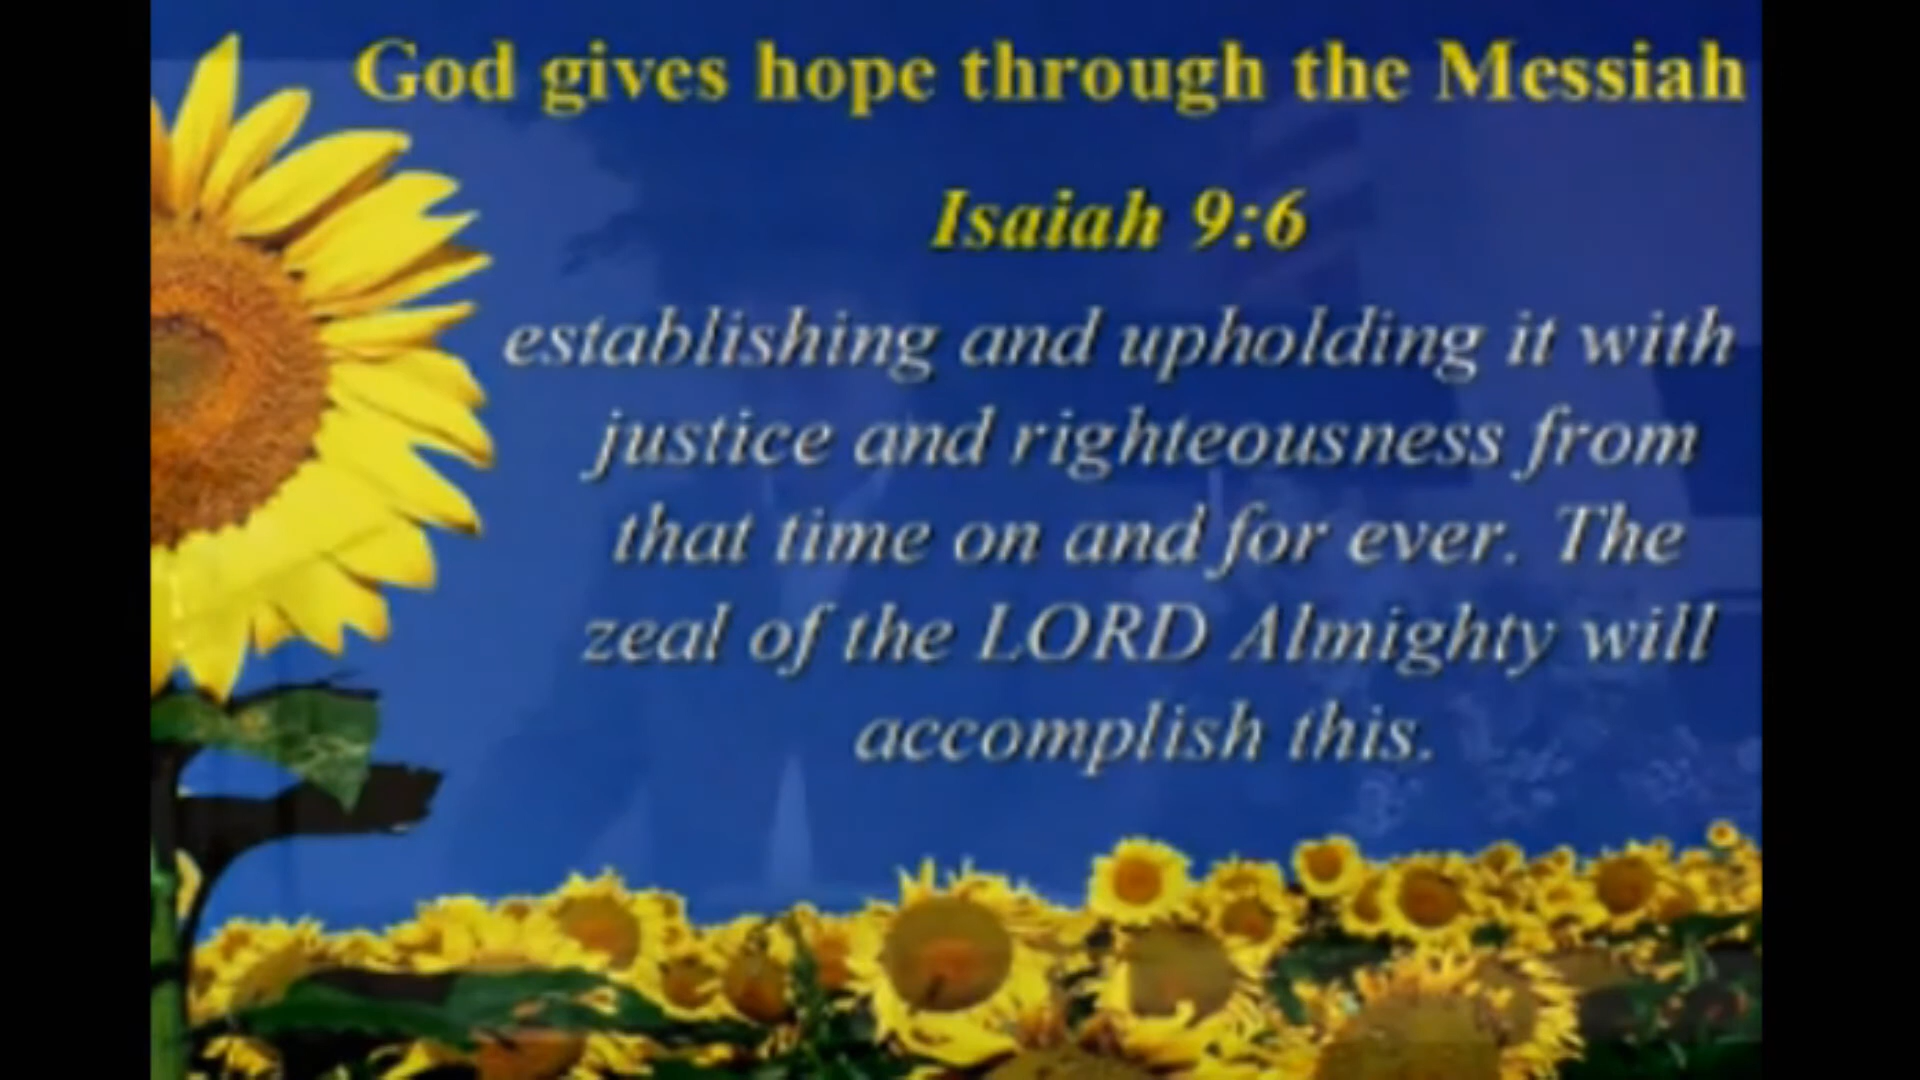 God gives hope through the Messiah
Isaiah 9:6
establishing and upholding it with
justice and righteousness from
that time on and for ever. The
zeal of the LORD Almighty will
accomplish this.